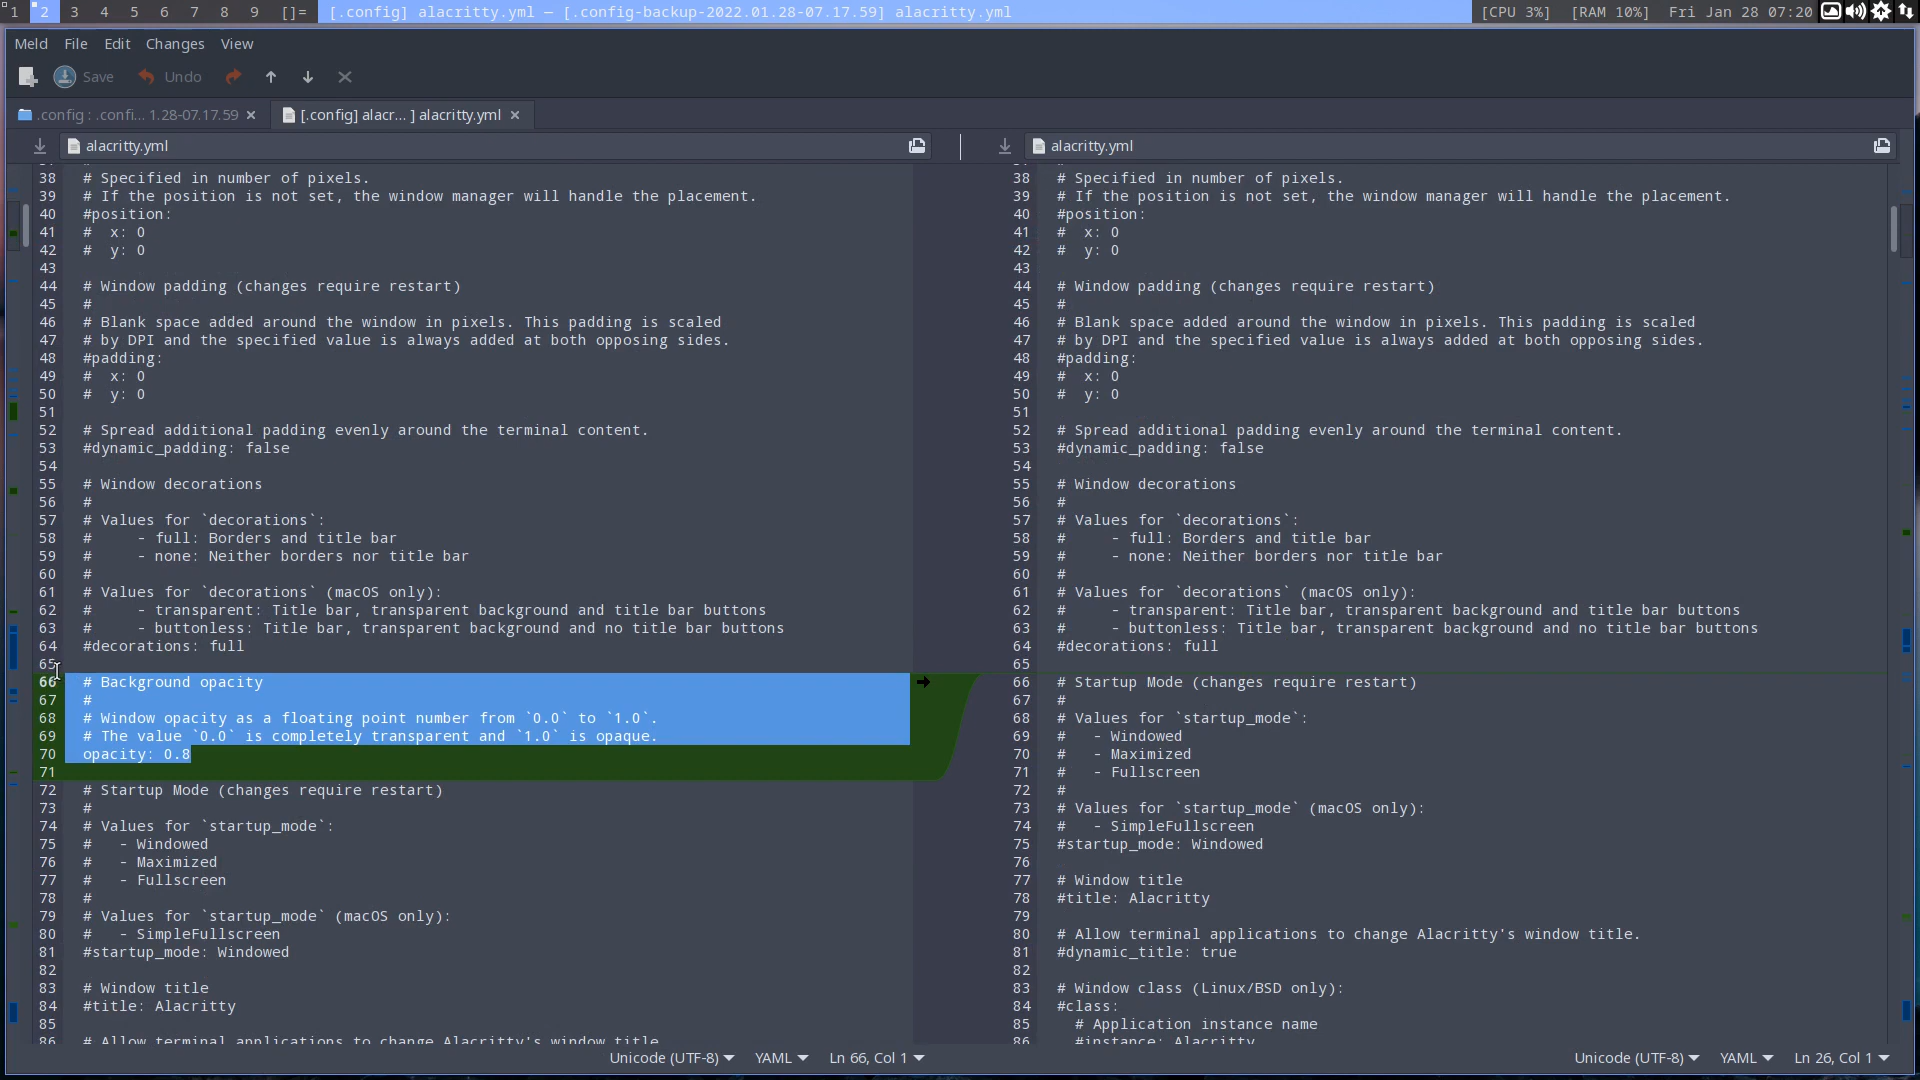 1 2 3 4 5 6 7 8 9 []= [.config] alacritty.yml — [.config-backup-2022.01.28-07.17.59] alacritty.yml [CPU 3%] [RAM 10%] Fri Jan 28 07:20
Meld File Edit Changes View
Save Undo
.config : .confi... 1.28-07.17.59 [.config] alacr... ] alacritty.yml
alacritty.yml
38 # Specified in number of pixels.
39 # If the position is not set, the window manager will handle the placement.
40 #position:
41 #  x: 0
42 #  y: 0
43
44 # Window padding (changes require restart)
45 #
46 # Blank space added around the window in pixels. This padding is scaled
47 # by DPI and the specified value is always added at both opposing sides.
48 #padding:
49 #  x: 0
50 #  y: 0
51
52 # Spread additional padding evenly around the terminal content.
53 #dynamic_padding: false
54
55 # Window decorations
56 #
57 # Values for `decorations`:
58 #     - full: Borders and title bar
59 #     - none: Neither borders nor title bar
60 #
61 # Values for `decorations` (macOS only):
62 #     - transparent: Title bar, transparent background and title bar buttons
63 #     - buttonless: Title bar, transparent background and no title bar buttons
64 #decorations: full
65
66 # Background opacity
67 #
68 # Window opacity as a floating point number from `0.0` to `1.0`.
69 # The value `0.0` is completely transparent and `1.0` is opaque.
70 opacity: 0.8
71
72 # Startup Mode (changes require restart)
73 #
74 # Values for `startup_mode`:
75 #   - Windowed
76 #   - Maximized
77 #   - Fullscreen
78 #
79 # Values for `startup_mode` (macOS only):
80 #   - SimpleFullscreen
81 #startup_mode: Windowed
82
83 # Window title
84 #title: Alacritty
85
86 # Allow terminal applications to change Alacritty's window title
Unicode (UTF-8) YAML Ln 66, Col 1
alacritty.yml
38 # Specified in number of pixels.
39 # If the position is not set, the window manager will handle the placement.
40 #position:
41 #  x: 0
42 #  y: 0
43
44 # Window padding (changes require restart)
45 #
46 # Blank space added around the window in pixels. This padding is scaled
47 # by DPI and the specified value is always added at both opposing sides.
48 #padding:
49 #  x: 0
50 #  y: 0
51
52 # Spread additional padding evenly around the terminal content.
53 #dynamic_padding: false
54
55 # Window decorations
56 #
57 # Values for `decorations`:
58 #     - full: Borders and title bar
59 #     - none: Neither borders nor title bar
60 #
61 # Values for `decorations` (macOS only):
62 #     - transparent: Title bar, transparent background and title bar buttons
63 #     - buttonless: Title bar, transparent background and no title bar buttons
64 #decorations: full
65
66 # Startup Mode (changes require restart)
67 #
68 # Values for `startup_mode`:
69 #   - Windowed
70 #   - Maximized
71 #   - Fullscreen
72 #
73 # Values for `startup_mode` (macOS only):
74 #   - SimpleFullscreen
75 #startup_mode: Windowed
76
77 # Window title
78 #title: Alacritty
79
80 # Allow terminal applications to change Alacritty's window title.
81 #dynamic_title: true
82
83 # Window class (Linux/BSD only):
84 #class:
85   # Application instance name
86   #instance: Alacritty
Unicode (UTF-8) YAML Ln 26, Col 1